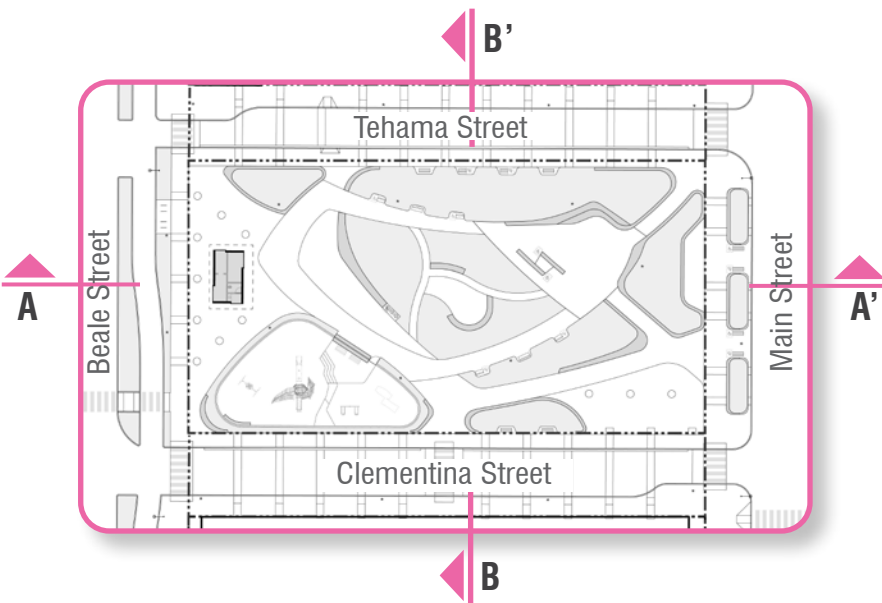 B’
Tehama Street
Beale Street
Main Street
A
A’
Clementina Street
B